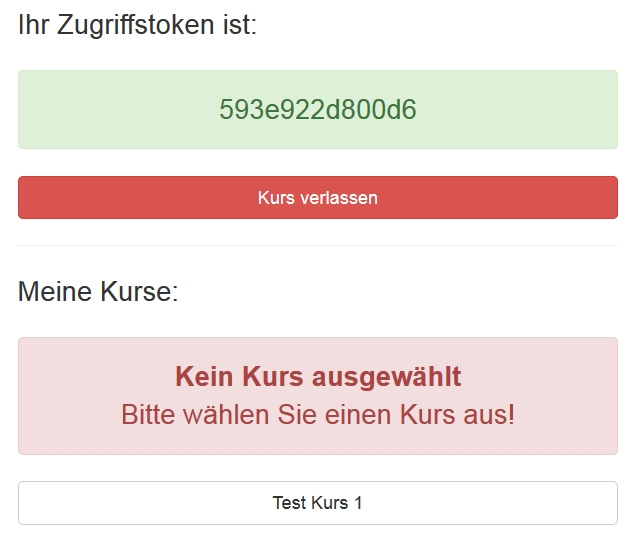 Ihr Zugriffstoken ist:
593e922d800d6
Kurs verlassen
Meine Kurse:
Kein Kurs ausgewählt
Bitte wählen Sie einen Kurs aus!
Test Kurs 1